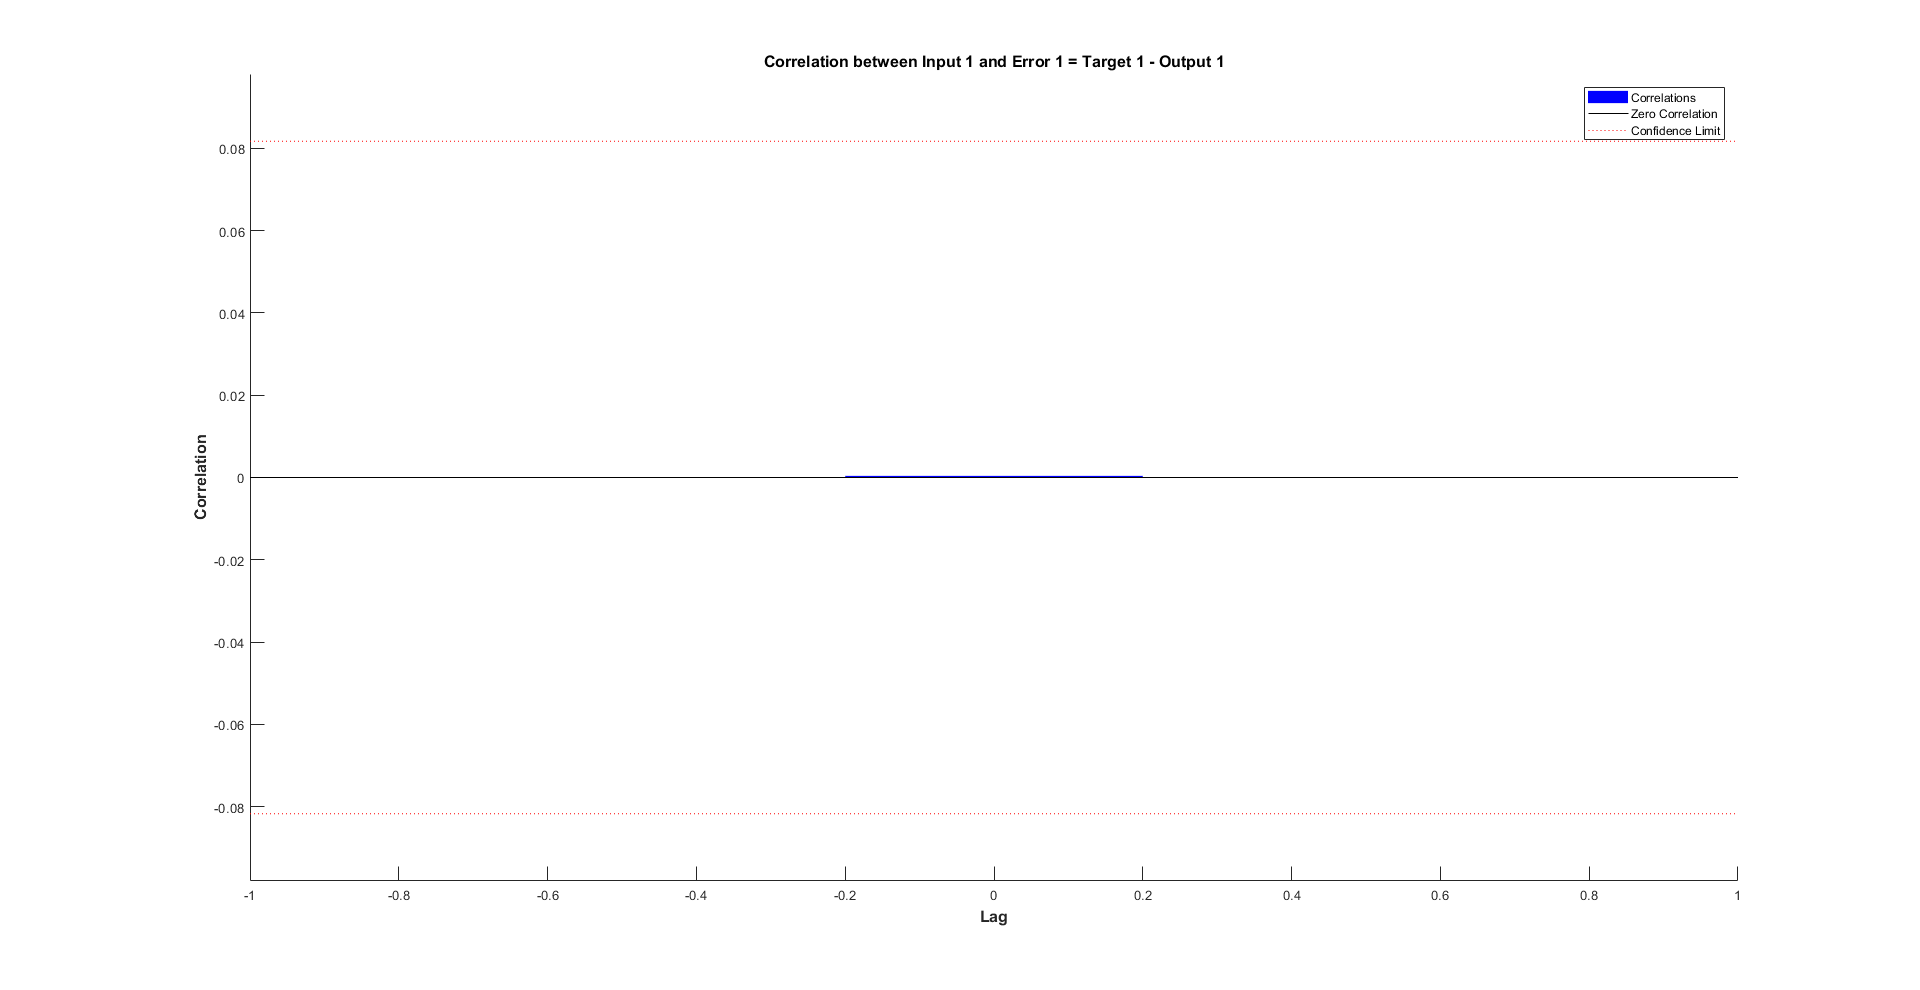 Correlation between Input 1 and Error 1 = Target 1 - Output 1
Correlations
Zero Correlation
Confidence Limit
0.08
0.06
0.04
0.02
0
-0.02
-0.04
-0.06
-0.08
Correlation
-1 -0.8 -0.6 -0.4 -0.2 0 0.2 0.4 0.6 0.8 1
Lag